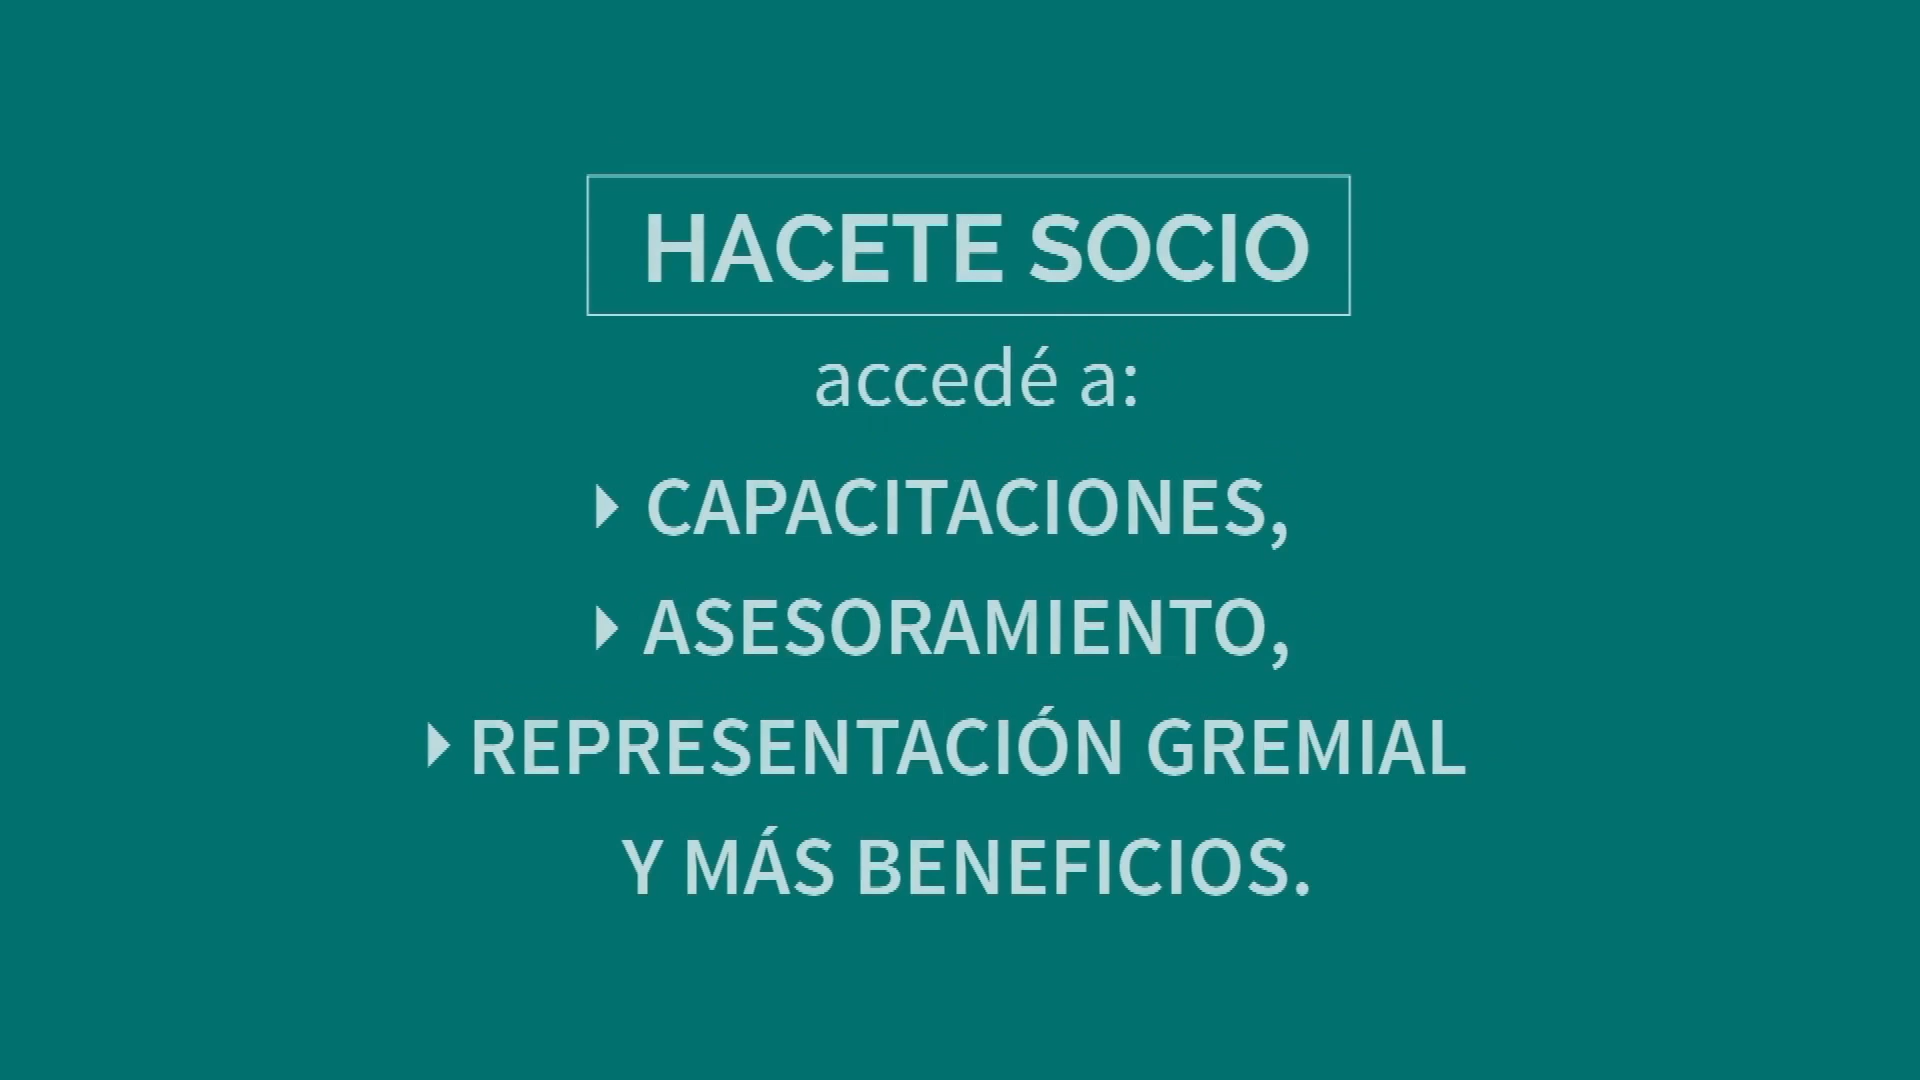 HACETE SOCIO
accedé a:
CAPACITACIONES,
ASESORAMIENTO,
REPRESENTACIÓN GREMIAL
Y MÁS BENEFICIOS.